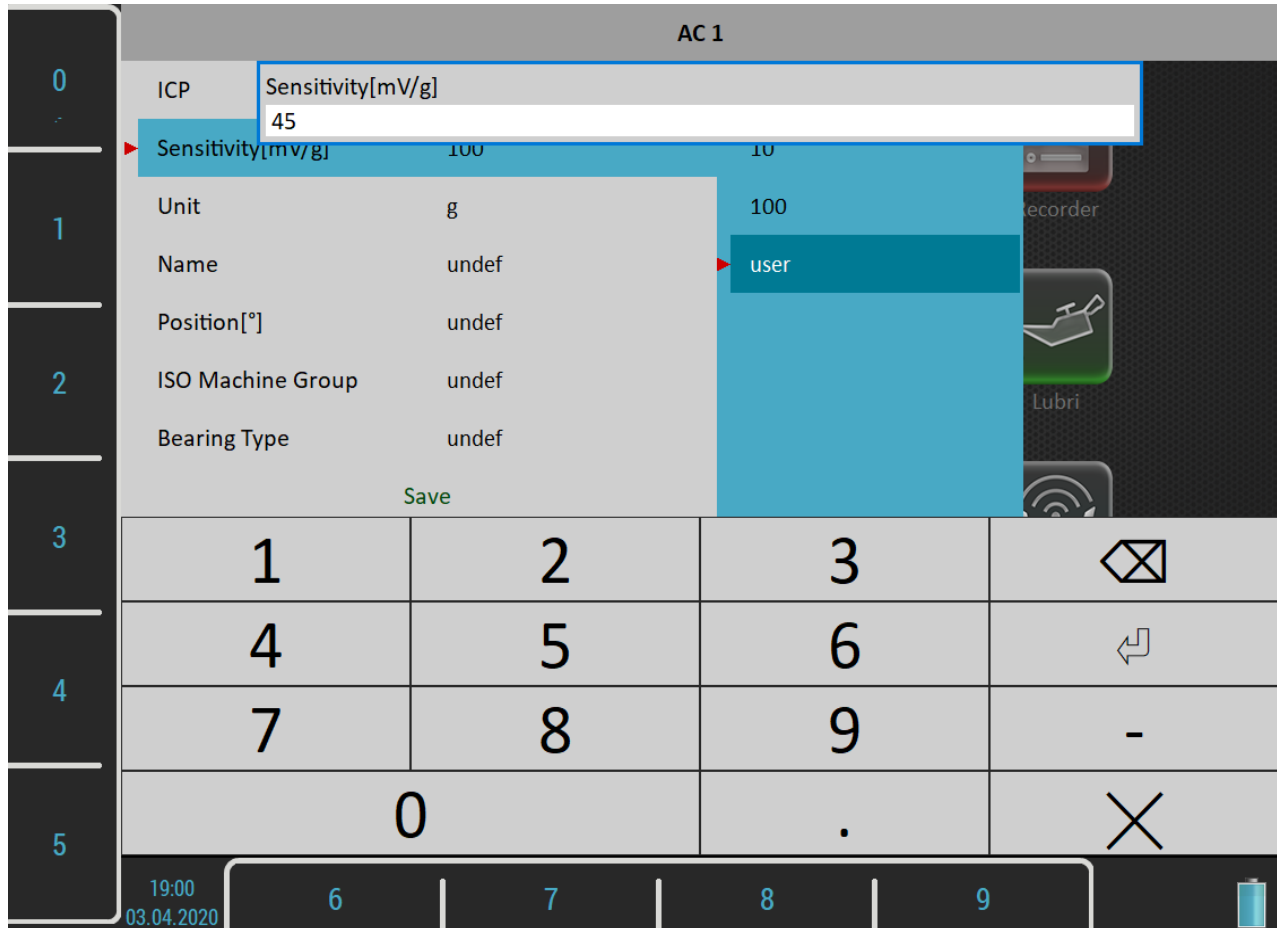 AC 1
0
.-
1
2
3
4
5
ICP
Sensitivity[mV/g]
45
Sensitivity[mV/g] 100 10
Unit g 100
Name undef user
Position[°] undef
ISO Machine Group undef
Bearing Type undef
Save
Recorder
Lubri
1 2 3
4 5 6
7 8 9 -
0 .
19:00
03.04.2020
6 7 8 9